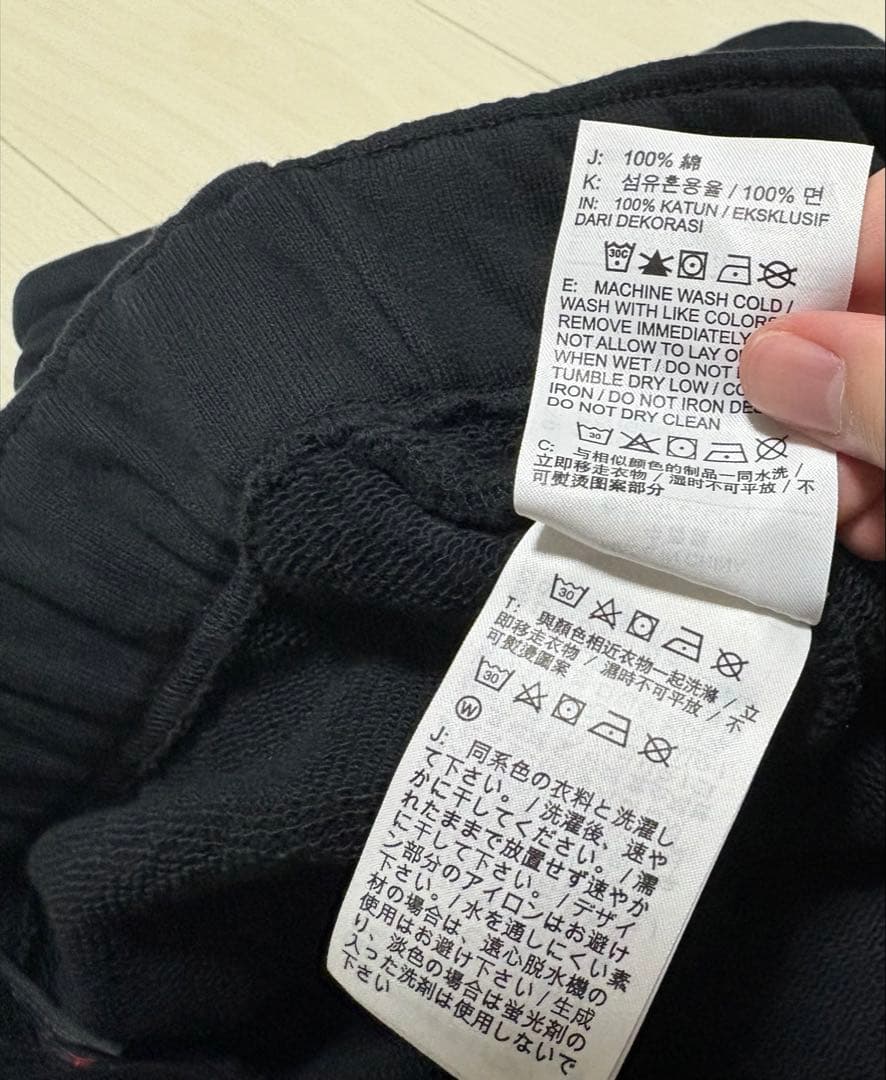 J: 100% 綿
K: 섬유혼용율 / 100% 면
IN: 100% KATUN / EKSKLUSIF
DARI DEKORASI
30C
E: MACHINE WASH COLD /
WASH WITH LIKE COLORS
REMOVE IMMEDIATELY
NOT ALLOW TO LAY
WHEN WET / DO NOT
TUMBLE DRY LOW /
IRON / DO NOT IRON
DO NOT DRY CLEAN
30
C: 与相似颜色的制品一同水洗 /
立即移走衣物 / 湿时不可平放 / 不
可熨烫图案部分
30
T: 與顏色相近衣物一起洗滌 / 立
即移走衣物 / 濕時不可平放 / 不
可熨燙圖案
30
W
J: 同系色の衣料と洗濯し
て下さい。/ 洗濯後、速や
かに干してください。/ 濡
れたままで放置せず速やか
に干して下さい。/ デザイ
ン部分のアイロンはお避け
下さい。/ 水を通しにくい素
材の場合は、遠心脱水機の
使用はお避け下さい / 生成
り、淡色の場合は蛍光剤の
入った洗剤は使用しないで
下さい